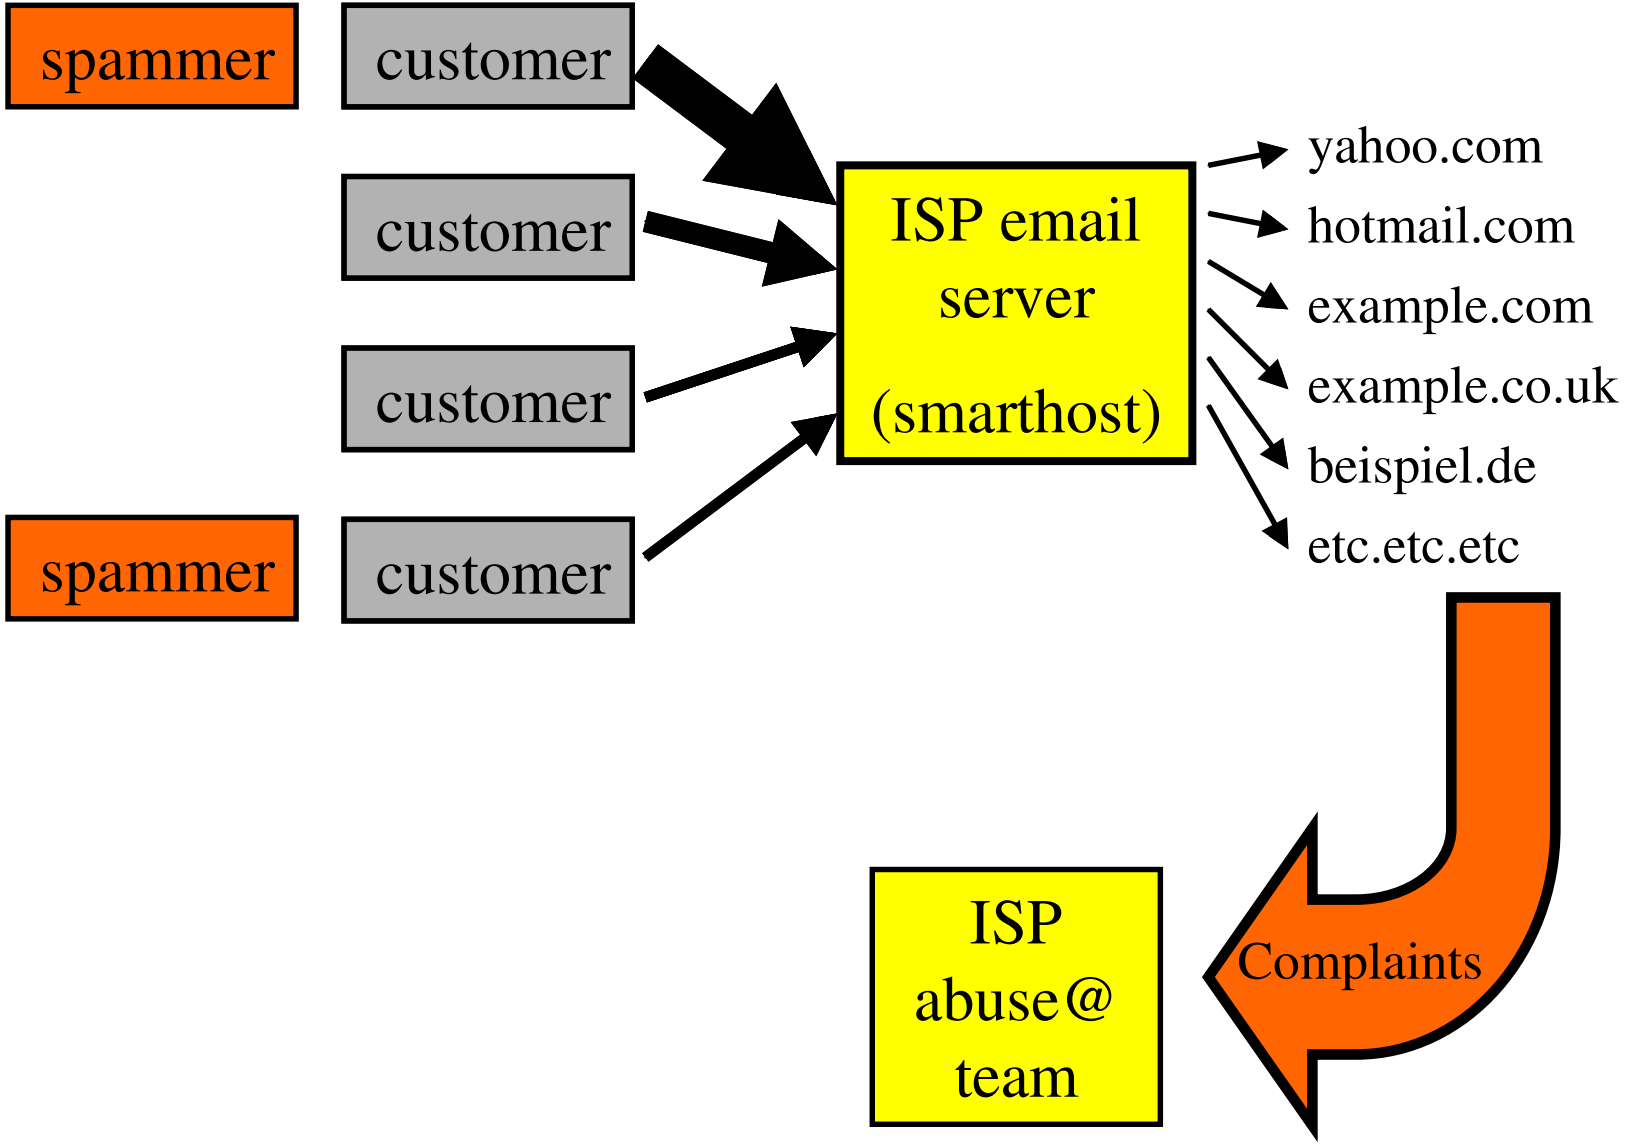 spammer
customer
customer
customer
spammer
customer
ISP email
server
(smarthost)
yahoo.com
hotmail.com
example.com
example.co.uk
beispiel.de
etc.etc.etc
Complaints
ISP
abuse@
team